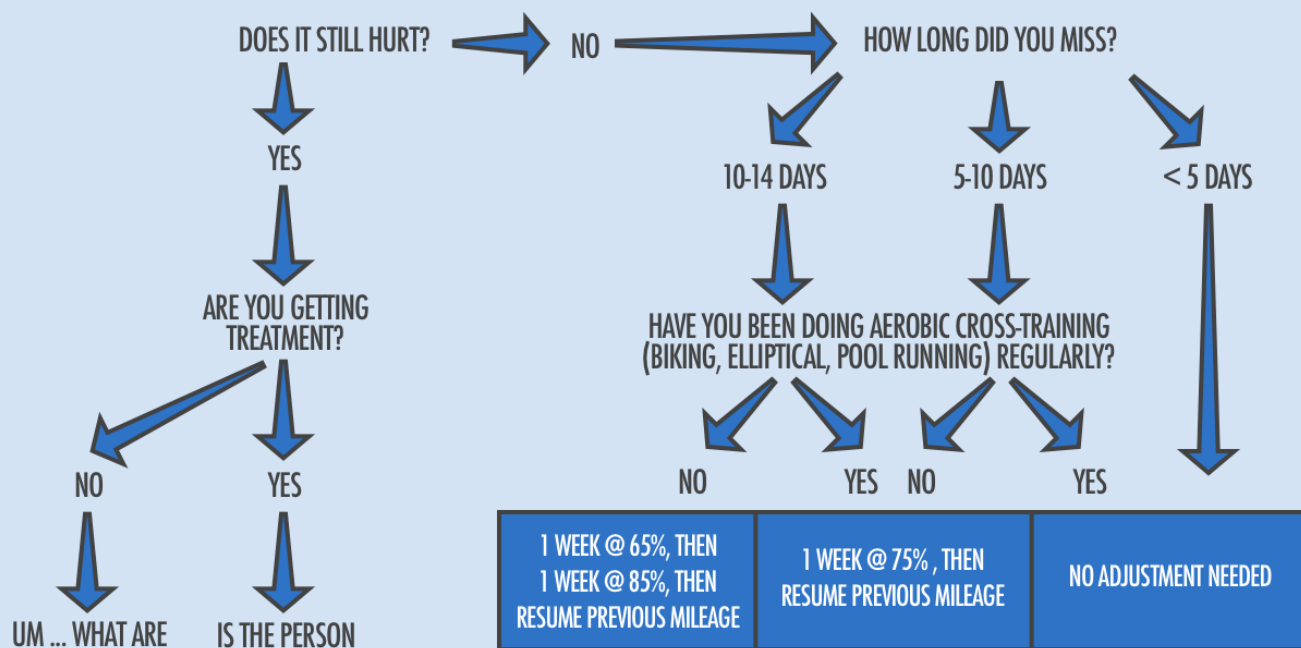 DOES IT STILL HURT?
NO
HOW LONG DID YOU MISS?
YES
10-14 DAYS
5-10 DAYS
< 5 DAYS
ARE YOU GETTING
TREATMENT?
HAVE YOU BEEN DOING AEROBIC CROSS-TRAINING
(BIKING, ELLIPTICAL, POOL RUNNING) REGULARLY?
NO
YES
NO
YES
NO
YES
1 WEEK @ 65%, THEN
1 WEEK @ 85%, THEN
RESUME PREVIOUS MILEAGE
1 WEEK @ 75% , THEN
RESUME PREVIOUS MILEAGE
NO ADJUSTMENT NEEDED
UM ... WHAT ARE
IS THE PERSON